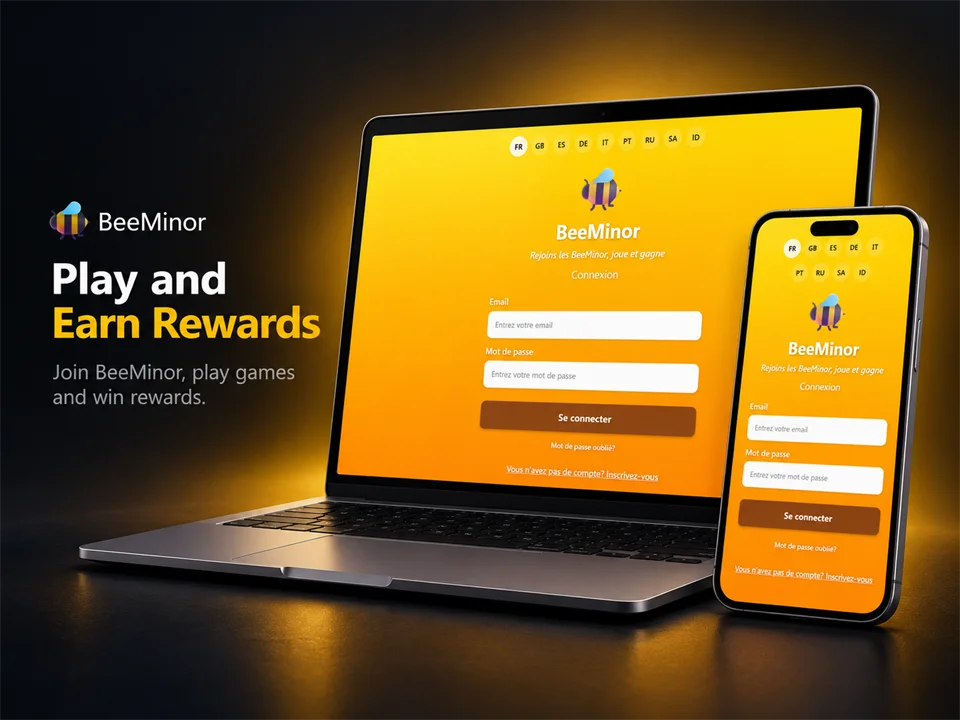 BeeMinor
Play and
Earn Rewards
Join BeeMinor, play games
and win rewards.
FR GB ES DE IT PT RU SA ID
BeeMinor
Rejoins les BeeMinor, joue et gagne
Connexion
Email
Entrez votre email
Mot de passe
Entrez votre mot de passe
Se connecter
Mot de passe oublié?
Vous n'avez pas de compte? Inscrivez-vous
FR GB ES DE IT
PT RU SA ID
BeeMinor
Rejoins les BeeMinor, joue et gagne
Connexion
Email
Entrez votre email
Mot de passe
Entrez votre mot de passe
Se connecter
Mot de passe oublié?
Vous n'avez pas de compte? Inscrivez-vous